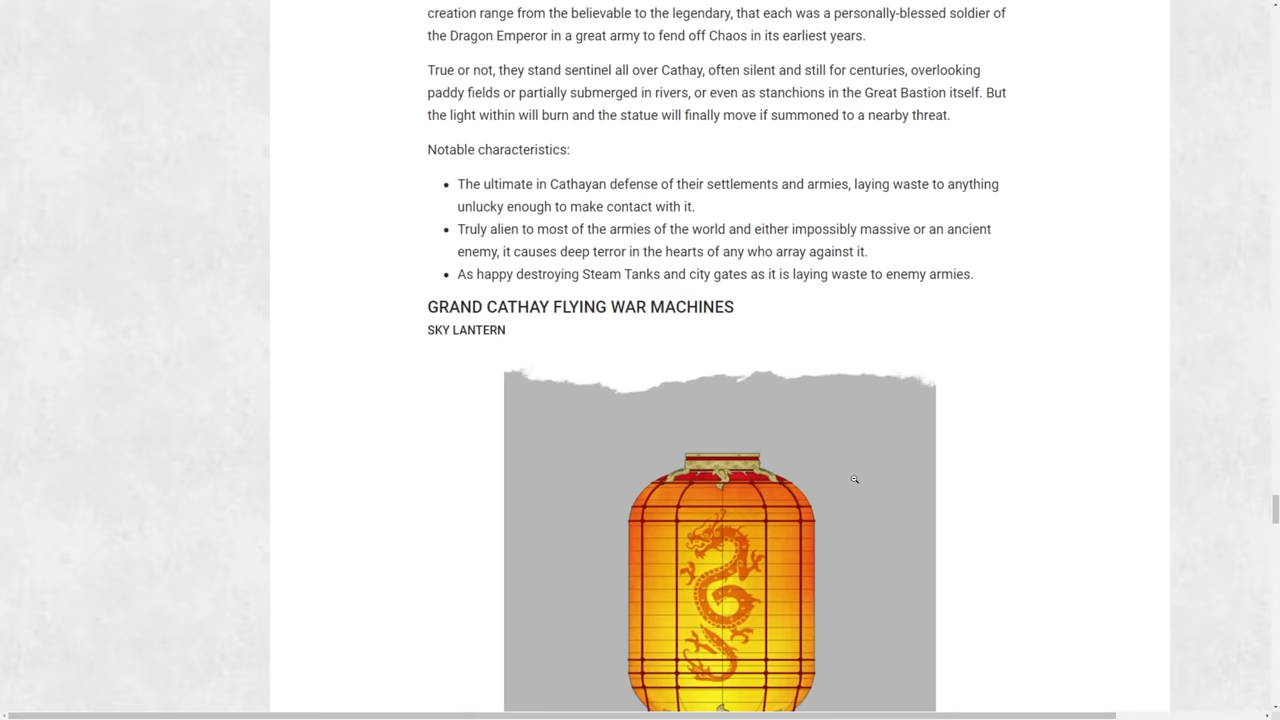 creation range from the believable to the legendary, that each was a personally-blessed soldier of
the Dragon Emperor in a great army to fend off Chaos in its earliest years.
True or not, they stand sentinel all over Cathay, often silent and still for centuries, overlooking
paddy fields or partially submerged in rivers, or even as stanchions in the Great Bastion itself. But
the light within will burn and the statue will finally move if summoned to a nearby threat.
Notable characteristics:
The ultimate in Cathayan defense of their settlements and armies, laying waste to anything
unlucky enough to make contact with it.
Truly alien to most of the armies of the world and either impossibly massive or an ancient
enemy, it causes deep terror in the hearts of any who array against it.
As happy destroying Steam Tanks and city gates as it is laying waste to enemy armies.
GRAND CATHAY FLYING WAR MACHINES
SKY LANTERN